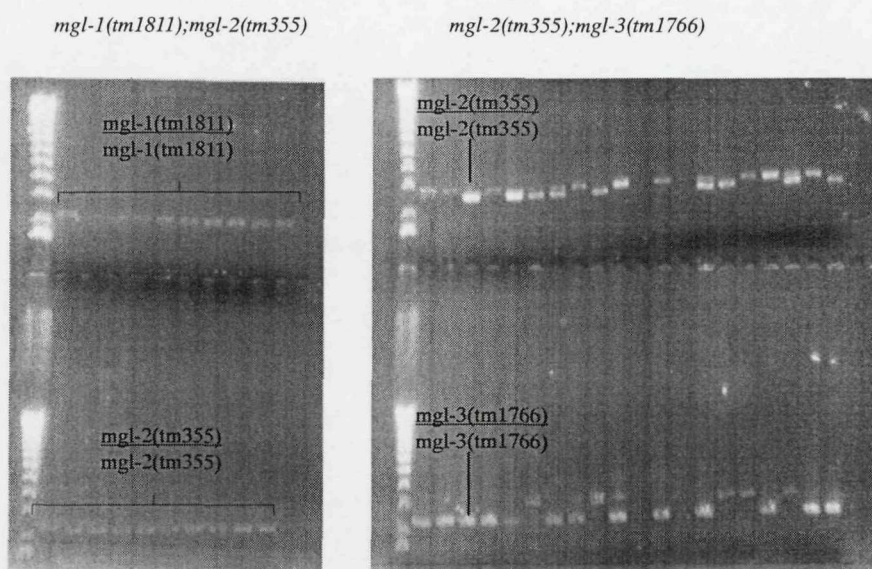 mgl-1(tm1811);mgl-2(tm355)
mgl-2(tm355);mgl-3(tm1766)
mgl-1(tm1811)
mgl-1(tm1811)
mgl-2(tm355)
mgl-2(tm355)
mgl-2(tm355)
mgl-2(tm355)
mgl-3(tm1766)
mgl-3(tm1766)